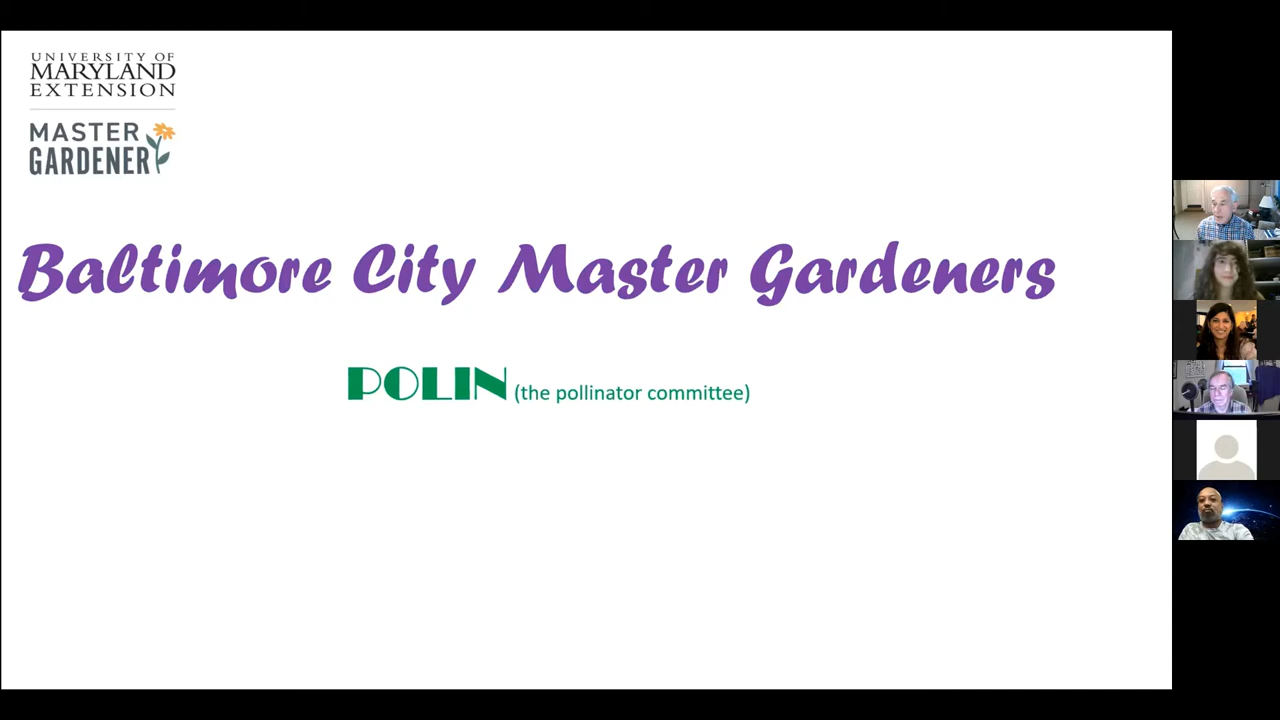 UNIVERSITY OF
MARYLAND
EXTENSION
MASTER
GARDENER
Baltimore City Master Gardeners
POLIN (the pollinator committee)